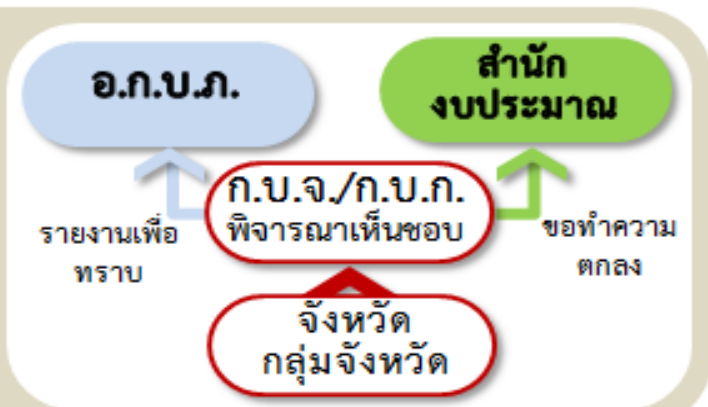 อ.ก.บ.ภ.
สำนัก
งบประมาณ
ก.บ.จ./ก.บ.ก.
พิจารณาเห็นชอบ
รายงานเพื่อ
ทราบ
ขอทำความ
ตกลง
จังหวัด
กลุ่มจังหวัด